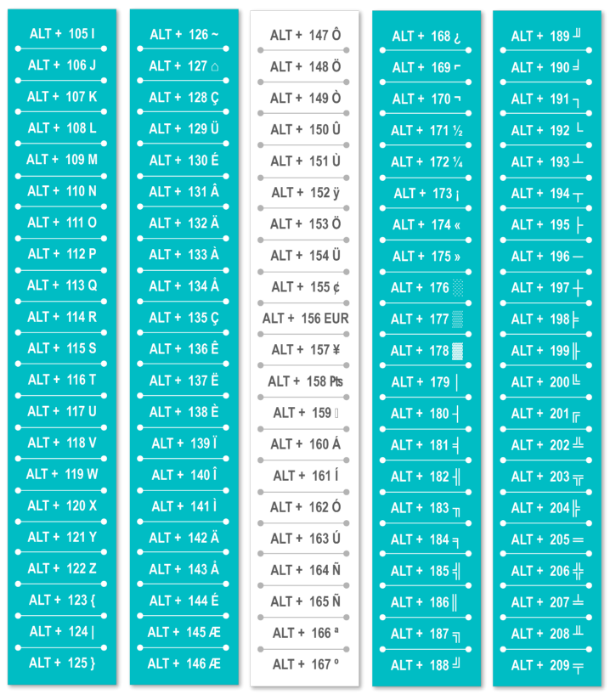 ALT + 105 I
ALT + 106 J
ALT + 107 K
ALT + 108 L
ALT + 109 M
ALT + 110 N
ALT + 111 O
ALT + 112 P
ALT + 113 Q
ALT + 114 R
ALT + 115 S
ALT + 116 T
ALT + 117 U
ALT + 118 V
ALT + 119 W
ALT + 120 X
ALT + 121 Y
ALT + 122 Z
ALT + 123 {
ALT + 124 |
ALT + 125 }
ALT + 126 ~
ALT + 127 ⌂
ALT + 128 Ç
ALT + 129 Ü
ALT + 130 É
ALT + 131 Â
ALT + 132 Ä
ALT + 133 À
ALT + 134 Å
ALT + 135 Ç
ALT + 136 Ê
ALT + 137 Ë
ALT + 138 È
ALT + 139 Ï
ALT + 140 Î
ALT + 141 Ì
ALT + 142 Ä
ALT + 143 Å
ALT + 144 É
ALT + 145 Æ
ALT + 146 Æ
ALT + 147 Ô
ALT + 148 Ö
ALT + 149 Ò
ALT + 150 Û
ALT + 151 Ù
ALT + 152 ÿ
ALT + 153 Ö
ALT + 154 Ü
ALT + 155 ¢
ALT + 156 EUR
ALT + 157 ¥
ALT + 158 Pts
ALT + 159
ALT + 160 Á
ALT + 161 Í
ALT + 162 Ó
ALT + 163 Ú
ALT + 164 Ñ
ALT + 165 Ñ
ALT + 166 ª
ALT + 167 º
ALT + 168 ¿
ALT + 169 ⌐
ALT + 170 ¬
ALT + 171 ½
ALT + 172 ¼
ALT + 173 ¡
ALT + 174 «
ALT + 175 »
ALT + 176 ░
ALT + 177 ▒
ALT + 178 ▓
ALT + 179 │
ALT + 180 ┤
ALT + 181 ╡
ALT + 182 ╢
ALT + 183 ╖
ALT + 184 ╕
ALT + 185 ╣
ALT + 186 ║
ALT + 187 ╗
ALT + 188 ╝
ALT + 189 ╜
ALT + 190 ╛
ALT + 191 ┐
ALT + 192 └
ALT + 193 ┴
ALT + 194 ┬
ALT + 195 ├
ALT + 196 ─
ALT + 197 ┼
ALT + 198 ╞
ALT + 199 ╟
ALT + 200 ╚
ALT + 201 ╔
ALT + 202 ╩
ALT + 203 ╦
ALT + 204 ╠
ALT + 205 ═
ALT + 206 ╬
ALT + 207 ╧
ALT + 208 ╨
ALT + 209 ╤